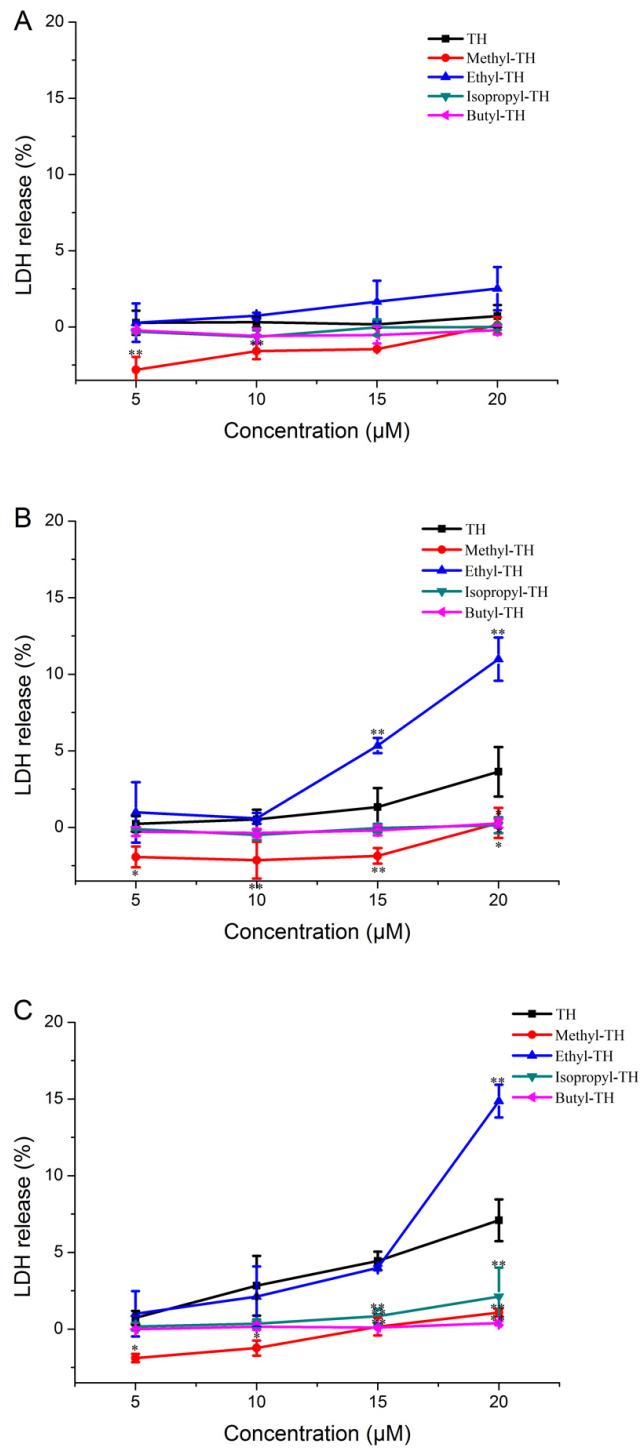 A
20
15
10
5
0
LDH release (%)
TH
Methyl-TH
Ethyl-TH
Isopropyl-TH
Butyl-TH
**
**
5 10 15 20
Concentration (μM)
B
20
15
10
5
0
LDH release (%)
TH
Methyl-TH
Ethyl-TH
Isopropyl-TH
Butyl-TH
**
**
*
*
*
**
**
5 10 15 20
Concentration (μM)
C
20
15
10
5
0
LDH release (%)
TH
Methyl-TH
Ethyl-TH
Isopropyl-TH
Butyl-TH
**
**
**
**
**
**
**
*
*
5 10 15 20
Concentration (μM)